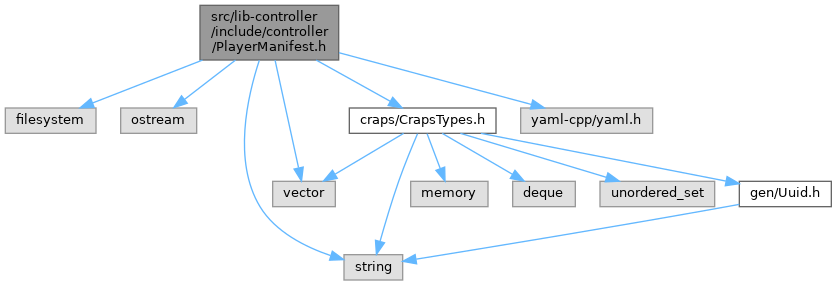 src/lib-controller
/include/controller
/PlayerManifest.h
filesystem
ostream
craps/CrapsTypes.h
yaml-cpp/yaml.h
vector
memory
deque
unordered_set
gen/Uuid.h
string